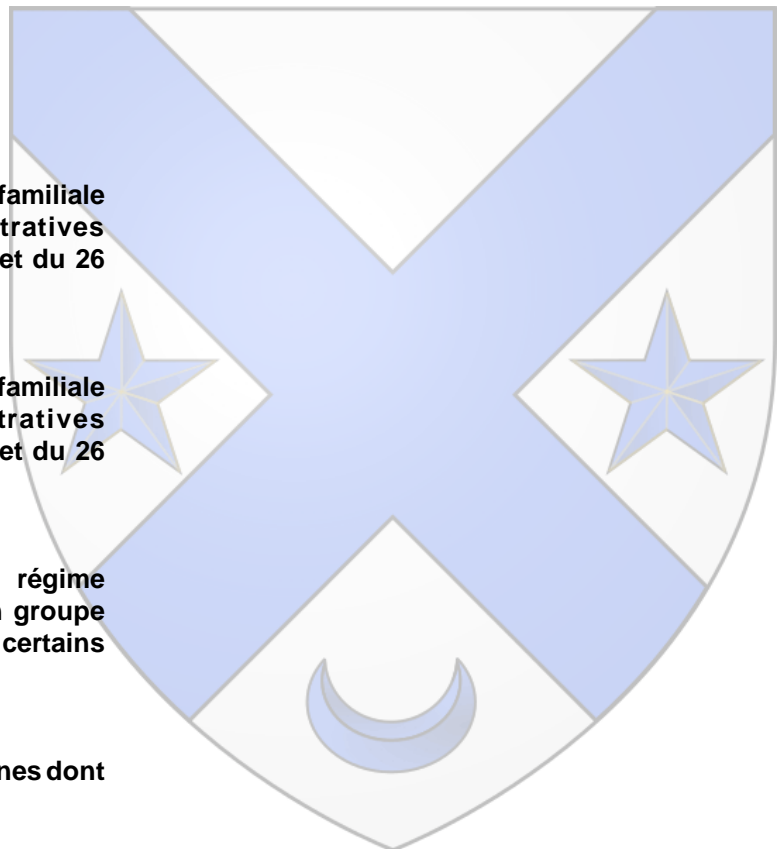 familiale
tratives
et du 26
familiale
tratives
et du 26
régime
groupe
certains
nes dont